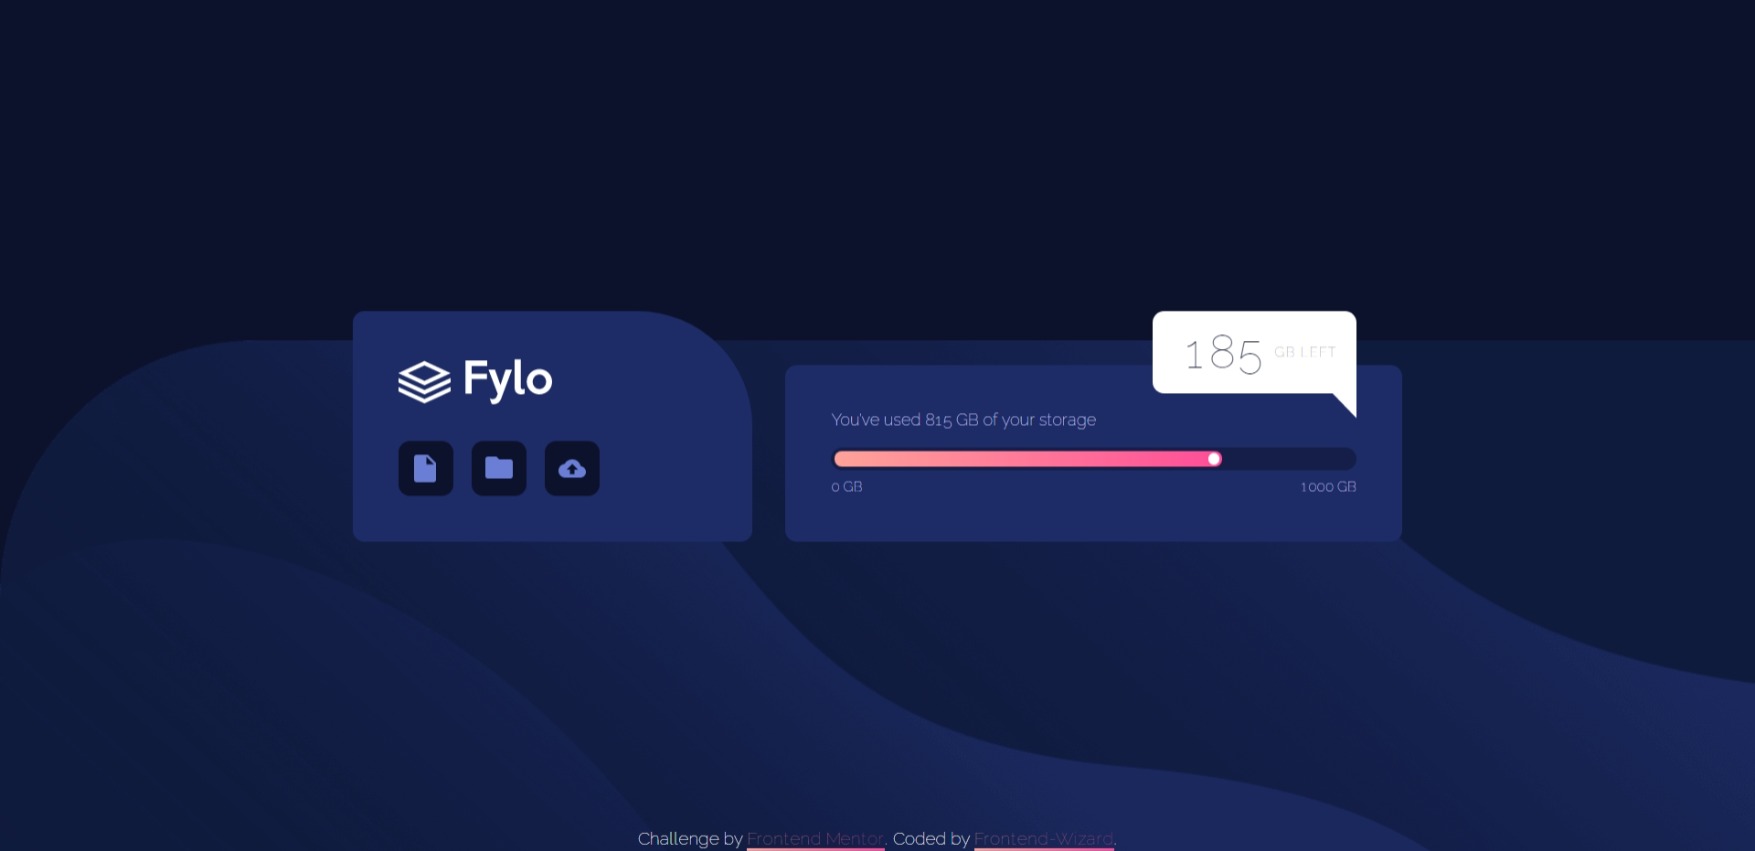 Fylo
185 GB LEFT
You've used 815 GB of your storage
0 GB
1000 GB
Challenge by Frontend Mentor. Coded by Frontend-Wizard.